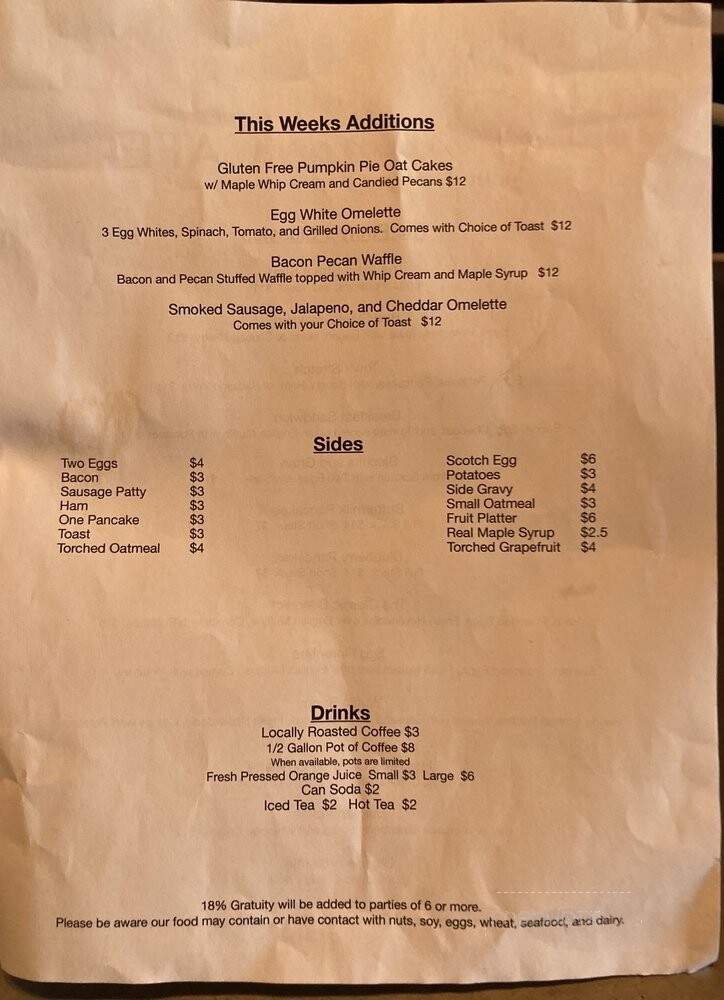 This Weeks Additions
Gluten Free Pumpkin Pie Oat Cakes
w/ Maple Whip Cream and Candied Pecans $12
Egg White Omelette
3 Egg Whites, Spinach, Tomato, and Grilled Onions. Comes with Choice of Toast $12
Bacon Pecan Waffle
Bacon and Pecan Stuffed Waffle topped with Whip Cream and Maple Syrup $12
Smoked Sausage, Jalapeno, and Cheddar Omelette
Comes with your Choice of Toast $12
Sides
Two Eggs $4
Bacon $3
Sausage Patty $3
Ham $3
One Pancake $3
Toast $3
Torched Oatmeal $4
Scotch Egg $6
Potatoes $3
Side Gravy $4
Small Oatmeal $3
Fruit Platter $6
Real Maple Syrup $2.5
Torched Grapefruit $4
Drinks
Locally Roasted Coffee $3
1/2 Gallon Pot of Coffee $8
When available, pots are limited
Fresh Pressed Orange Juice Small $3 Large $6
Can Soda $2
Iced Tea $2 Hot Tea $2
18% Gratuity will be added to parties of 6 or more.
Please be aware our food may contain or have contact with nuts, soy, eggs, wheat, seafood, and dairy.